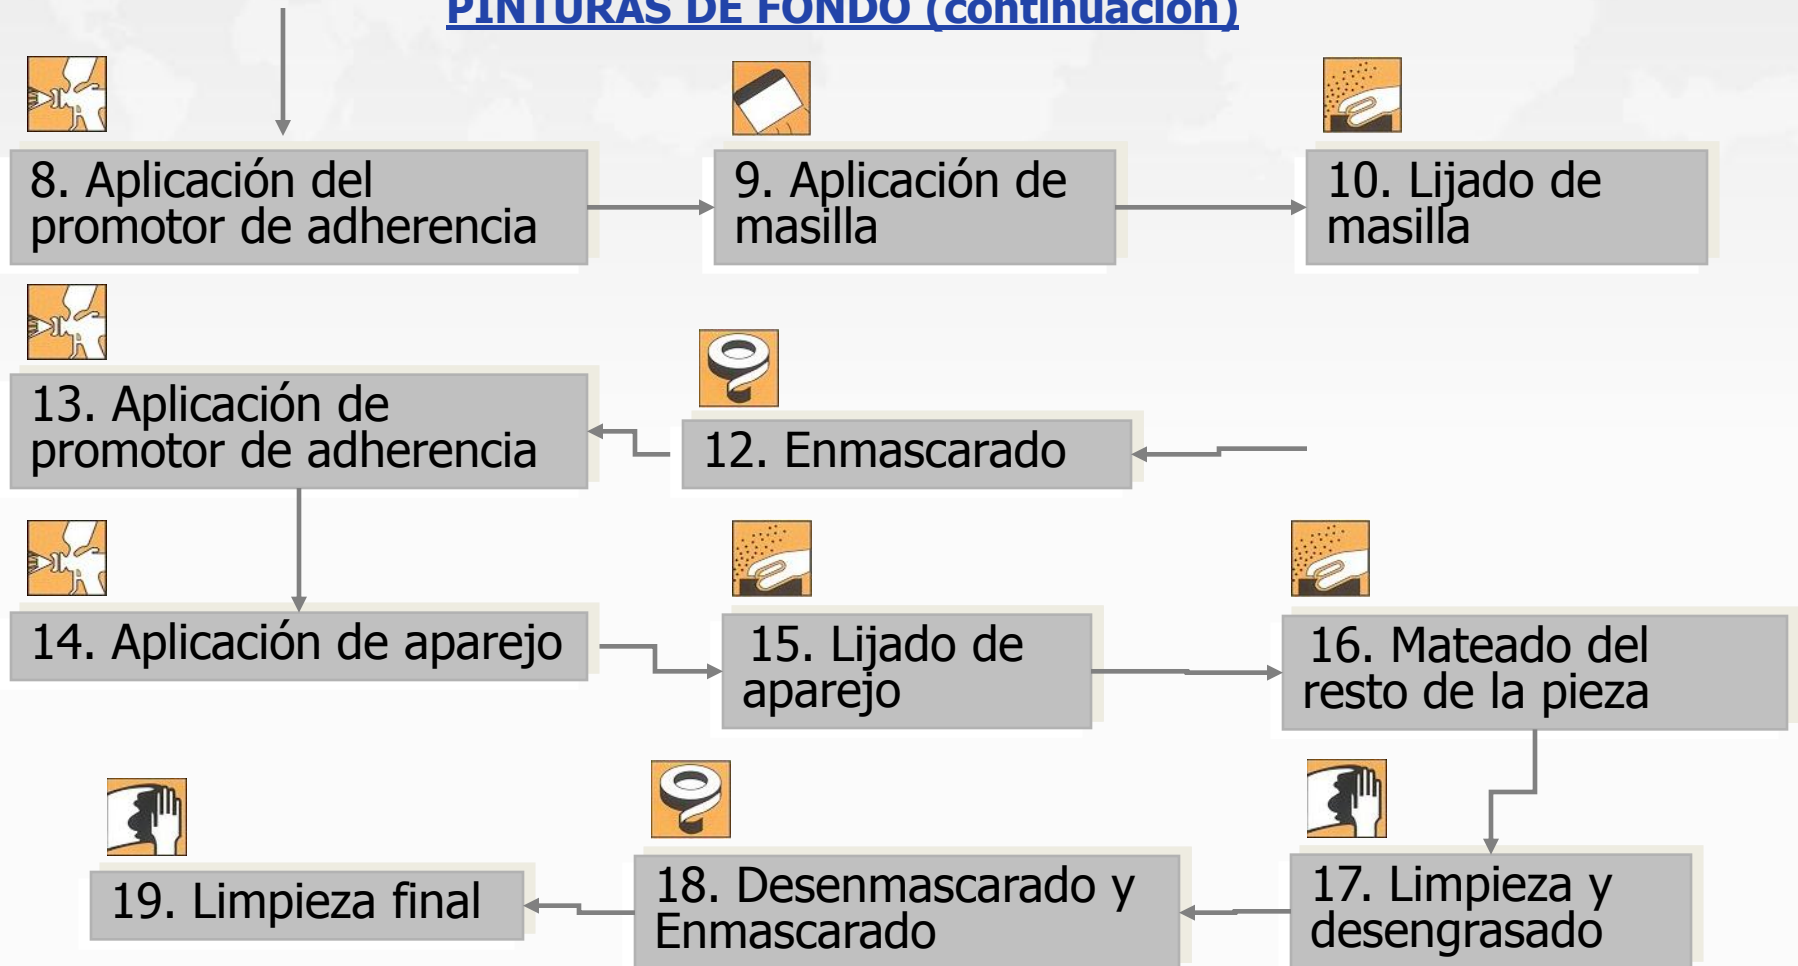 PINTURAS DE FONDO (continuación)
8. Aplicación del
promotor de adherencia
9. Aplicación de
masilla
10. Lijado de
masilla
13. Aplicación de
promotor de adherencia
12. Enmascarado
14. Aplicación de aparejo
15. Lijado de
aparejo
16. Mateado del
resto de la pieza
19. Limpieza final
18. Desenmascarado y
Enmascarado
17. Limpieza y
desengrasado